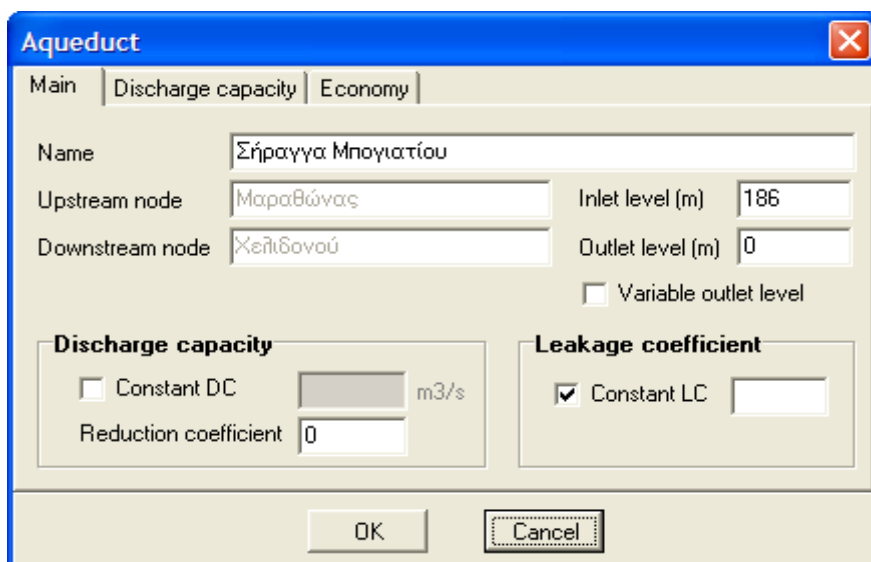 Aqueduct
Main Discharge capacity Economy
Name Σήραγγα Μπογιατίου
Upstream node Μαραθώνας Inlet level (m) 186
Downstream node Χελιδονού Outlet level (m) 0
Variable outlet level
Discharge capacity Leakage coefficient
Constant DC m3/s Constant LC
Reduction coefficient 0
OK Cancel